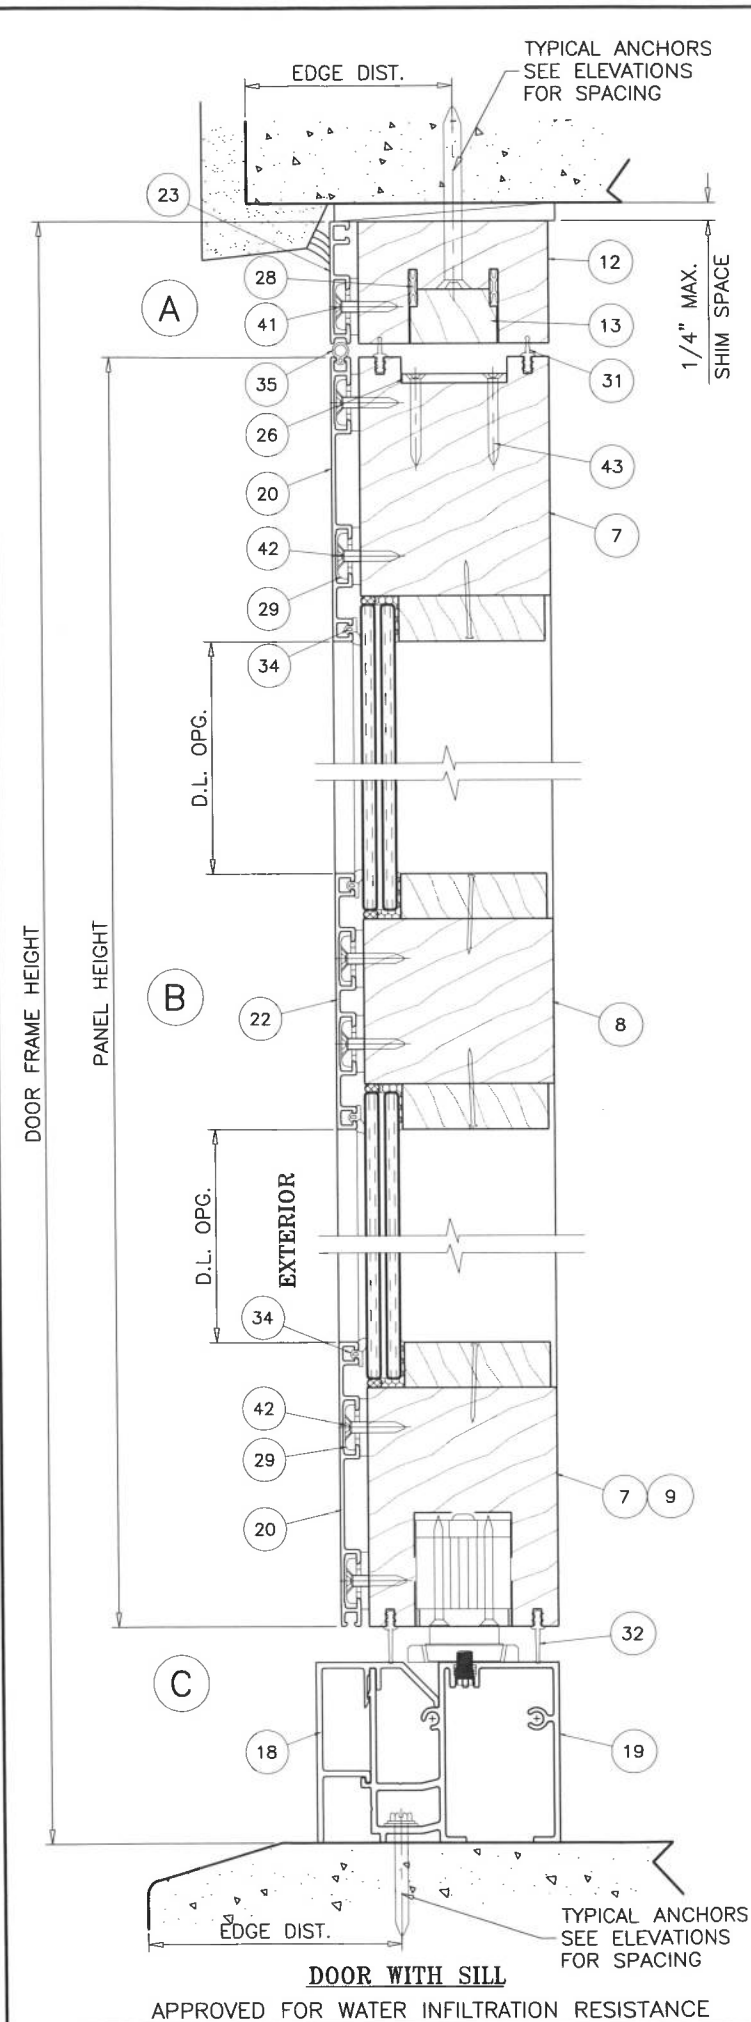 EDGE DIST.
TYPICAL ANCHORS
SEE ELEVATIONS
FOR SPACING
23
12
28
1/4" MAX.
SHIM SPACE
A
41
13
35
31
26
43
20
7
42
29
34
D.L. OPG.
DOOR FRAME HEIGHT
PANEL HEIGHT
B
22
8
D.L. OPG.
EXTERIOR
34
42
29
7
9
20
32
C
18
19
EDGE DIST.
TYPICAL ANCHORS
SEE ELEVATIONS
FOR SPACING
DOOR WITH SILL
APPROVED FOR WATER INFILTRATION RESISTANCE